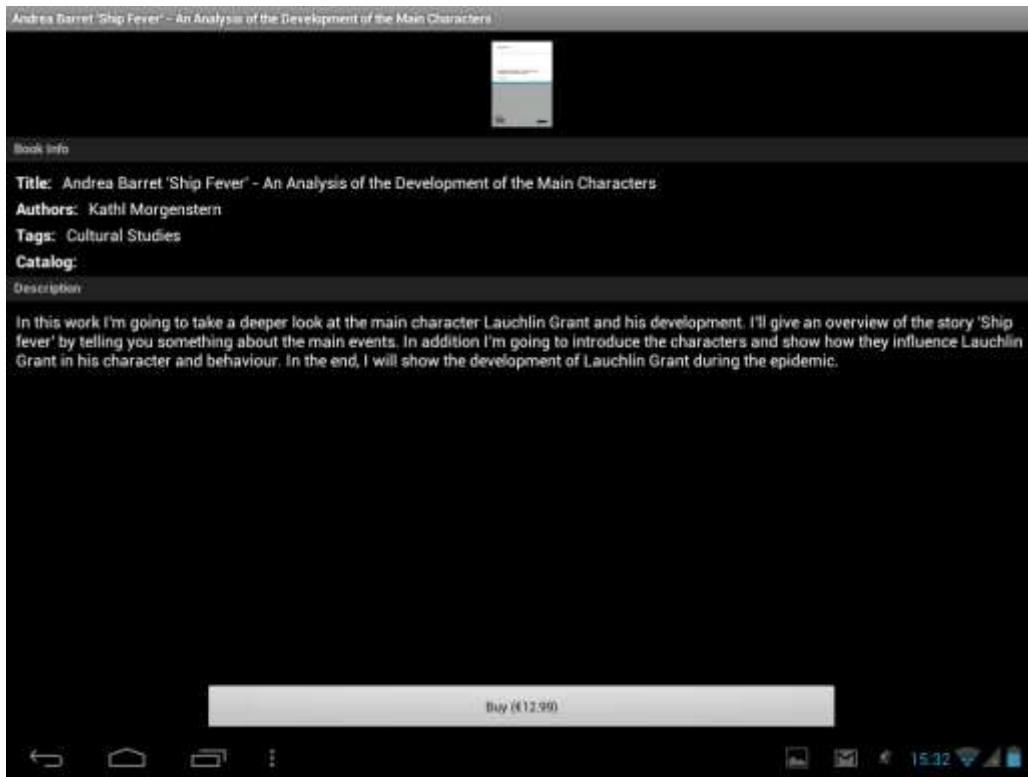 Andrea Barret 'Ship Fever' - An Analysis of the Development of the Main Characters
Book Info
Title: Andrea Barret 'Ship Fever' - An Analysis of the Development of the Main Characters
Authors: Kathl Morgenstern
Tags: Cultural Studies
Catalog:
Description
In this work I'm going to take a deeper look at the main character Lauchlin Grant and his development. I'll give an overview of the story 'Ship
fever' by telling you something about the main events. In addition I'm going to introduce the characters and show how they influence Lauchlin
Grant in his character and behaviour. In the end, I will show the development of Lauchlin Grant during the epidemic.
Buy (€12.99)
15:32